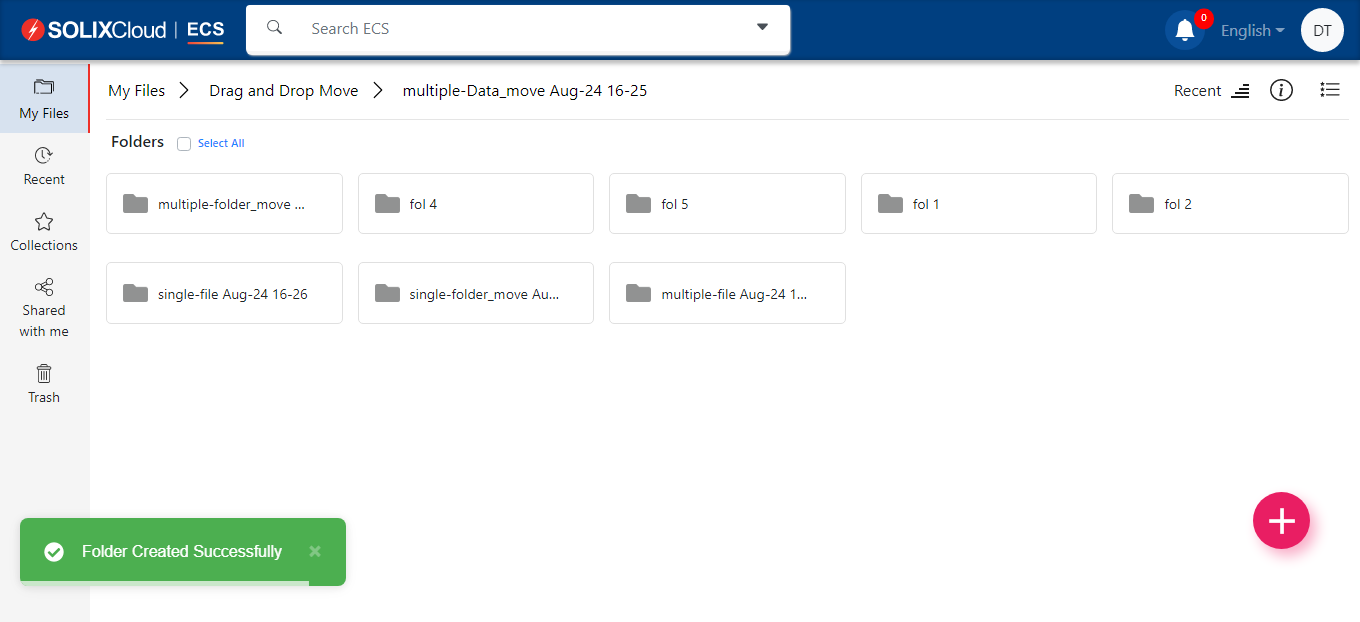 SOLIXCloud | ECS
Search ECS
0
English
DT
My Files
Recent
Collections
Shared
with me
Trash
My Files
Drag and Drop Move
multiple-Data_move Aug-24 16-25
Recent
Folders
Select All
multiple-folder_move ...
fol 4
fol 5
fol 1
fol 2
single-file Aug-24 16-26
single-folder_move Au...
multiple-file Aug-24 1...
Folder Created Successfully